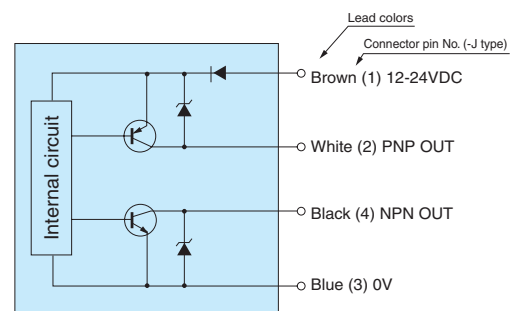 Lead colors
Connector pin No. (-J type)
Brown (1) 12-24VDC
White (2) PNP OUT
Internal circuit
Black (4) NPN OUT
Blue (3) 0V